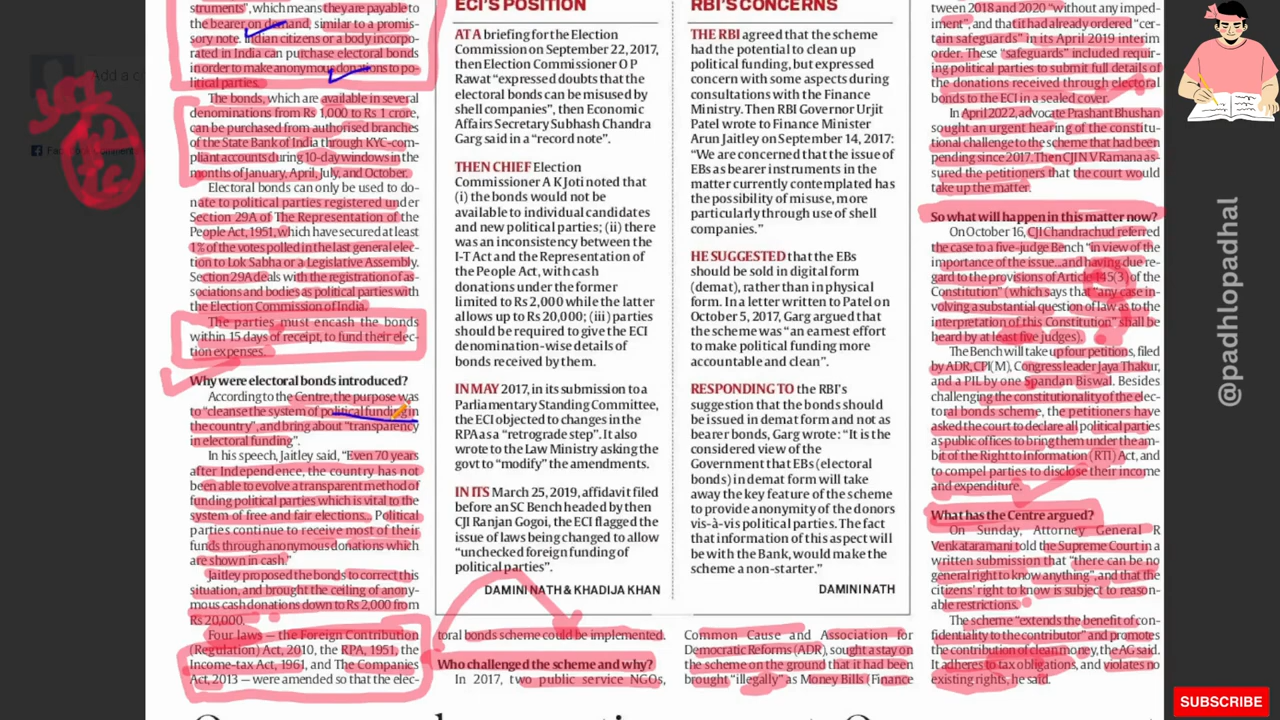 struments", which means they are payable to
the bearer on demand, similar to a promis-
sory note. Indian citizens or a body incorpo-
rated in India can purchase electoral bonds
in order to make anonymous donations to po-
litical parties.
The bonds, which are available in several
denominations from Rs 1,000 to Rs 1 crore,
can be purchased from authorised branches
of the State Bank of India through KYC-com-
pliant accounts during 10-day windows in the
months of January, April, July, and October.
Electoral bonds can only be used to do-
nate to political parties registered under
Section 29A of The Representation of the
People Act, 1951, which have secured at least
1% of the votes polled in the last general elec-
tion to Lok Sabha or a Legislative Assembly.
Section 29A deals with the registration of as-
sociations and bodies as political parties with
the Election Commission of India.
The parties must encash the bonds
within 15 days of receipt, to fund their elec-
tion expenses.
Why were electoral bonds introduced?
According to the Centre, the purpose was
to "cleanse the system of political funding in
the country", and bring about "transparency
in electoral funding".
In his speech, Jaitley said, "Even 70 years
after Independence, the country has not
been able to evolve a transparent method of
funding political parties which is vital to the
system of free and fair elections. Political
parties continue to receive most of their
funds through anonymous donations which
are shown in cash."
Jaitley proposed the bonds to correct this
situation, and brought the ceiling of anony-
mous cash donations down to Rs 2,000 from
Rs 20,000.
Four laws — the Foreign Contribution
(Regulation) Act, 2010, the RPA, 1951, the
Income-tax Act, 1961, and The Companies
Act, 2013 — were amended so that the elec-
ECI'S POSITION
AT A briefing for the Election
Commission on September 22, 2017,
then Election Commissioner O P
Rawat "expressed doubts that the
electoral bonds can be misused by
shell companies", then Economic
Affairs Secretary Subhash Chandra
Garg said in a "record note".
THEN CHIEF Election
Commissioner A K Joti noted that
(i) the bonds would not be
available to individual candidates
and new political parties; (ii) there
was an inconsistency between the
I-T Act and the Representation of
the People Act, with cash
donations under the former
limited to Rs 2,000 while the latter
allows up to Rs 20,000; (iii) parties
should be required to give the ECI
denomination-wise details of
bonds received by them.
IN MAY 2017, in its submission to a
Parliamentary Standing Committee,
the ECI objected to changes in the
RPA as a "retrograde step". It also
wrote to the Law Ministry asking the
govt to "modify" the amendments.
IN ITS March 25, 2019, affidavit filed
before an SC Bench headed by then
CJI Ranjan Gogoi, the ECI flagged the
issue of laws being changed to allow
"unchecked foreign funding of
political parties".
DAMINI NATH & KHADIJA KHAN
RBI'S CONCERNS
THE RBI agreed that the scheme
had the potential to clean up
political funding, but expressed
concern with some aspects during
consultations with the Finance
Ministry. The RBI Governor Urjit
Patel wrote to Finance Minister
Arun Jaitley on September 14, 2017:
"We are concerned that the issue of
EBs as bearer instruments in the
matter currently contemplated has
the possibility of misuse, more
particularly through use of shell
companies."
HE SUGGESTED that the EBs
should be sold in digital form
(demat), rather than in physical
form. In a letter written to Patel on
October 5, 2017, Garg argued that
the scheme was "an earnest effort
to make political funding more
accountable and clean".
RESPONDING TO the RBI's
suggestion that the bonds should
be issued in demat form and not as
bearer bonds, Garg wrote: "It is the
considered view of the
Government that EBs (electoral
bonds) in demat form will take
away the key feature of the scheme
to provide anonymity of the donors
vis-à-vis political parties. The fact
that information of this aspect will
be with the Bank, would make the
scheme a non-starter."
DAMINI NATH
toral bonds scheme could be implemented.
Who challenged the scheme and why?
In 2017, two public service NGOs,
Common Cause and Association for
Democratic Reforms (ADR), sought a stay on
the scheme on the ground that it had been
brought "illegally" as Money Bills (Finance
tween 2018 and 2020 "without any imped-
iment", and that it had already ordered "cer-
tain safeguards" in its April 2019 interim
order. These "safeguards" included requir-
ing political parties to submit full details of
the donations received through electoral
bonds to the ECI in a sealed cover.
In April 2022, advocate Prashant Bhushan
sought an urgent hearing of the constitu-
tional challenge to the scheme that had been
pending since 2017. Then CJI N V Ramana as-
sured the petitioners that the court would
take up the matter.
So what will happen in this matter now?
On October 16, CJI Chandrachud referred
the case to a five-judge Bench "in view of the
importance of the issue...and having due re-
gard to the provisions of Article 145(3) of the
Constitution" (which says that "any case in-
volving a substantial question of law as to the
interpretation of this Constitution" shall be
heard by at least five judges).
The Bench will take up four petitions, filed
by ADR, CPI(M), Congress leader Jaya Thakur,
and a PIL by one Spandan Biswal. Besides
challenging the constitutionality of the elec-
toral bonds scheme, the petitioners have
asked the court to declare all political parties
as public offices to bring them under the am-
bit of the Right to Information (RTI) Act, and
to compel parties to disclose their income
and expenditure.
What has the Centre argued?
On Sunday, Attorney General R
Venkataramani told the Supreme Court in a
written submission that "there can be no
general right to know anything", and that the
citizens' right to know is subject to reason-
able restrictions.
The scheme "extends the benefit of con-
fidentiality to the contributor" and promotes
the contribution of clean money, the AG said.
It adheres to tax obligations, and violates no
existing rights, he said.
@padhlopadhai
SUBSCRIBE